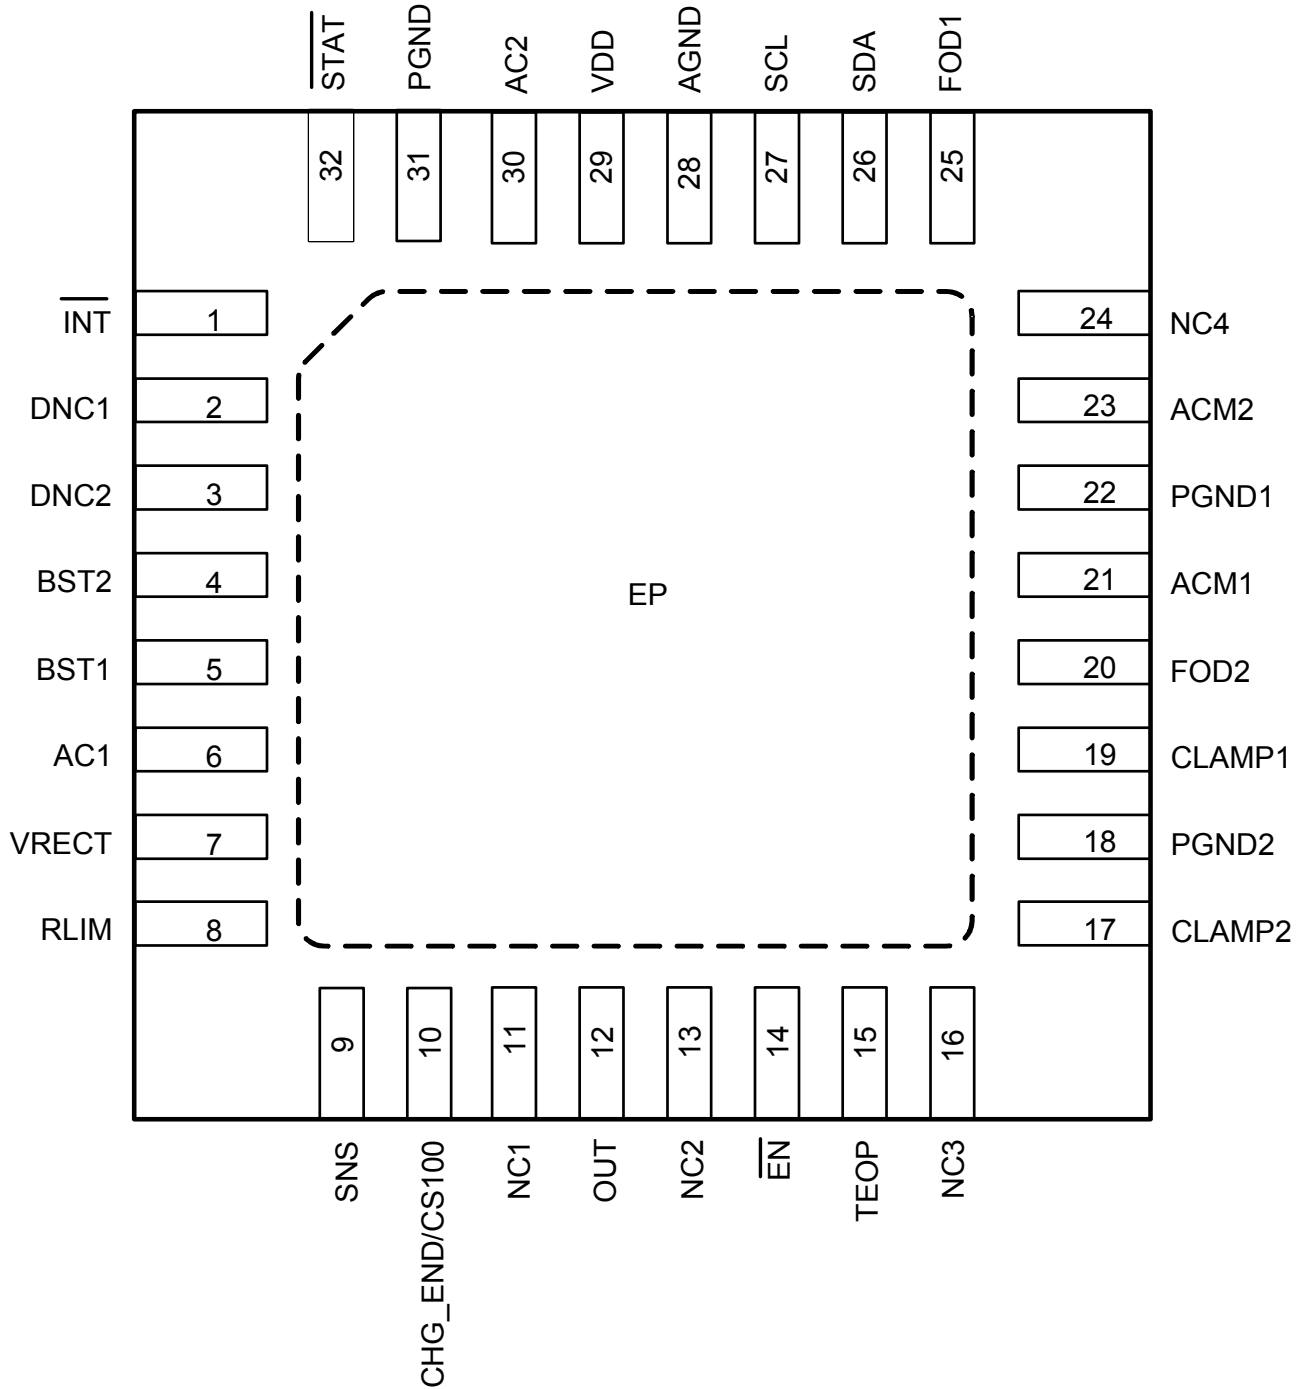 STAT
PGND
AC2
VDD
AGND
SCL
SDA
FOD1
32
31
30
29
28
27
26
25
INT
1
24
NC4
DNC1
2
23
ACM2
DNC2
3
22
PGND1
BST2
4
21
ACM1
EP
BST1
5
20
FOD2
AC1
6
19
CLAMP1
VRECT
7
18
PGND2
RLIM
8
17
CLAMP2
9
10
11
12
13
14
15
16
SNS
CHG_END/CS100
NC1
OUT
NC2
EN
TEOP
NC3